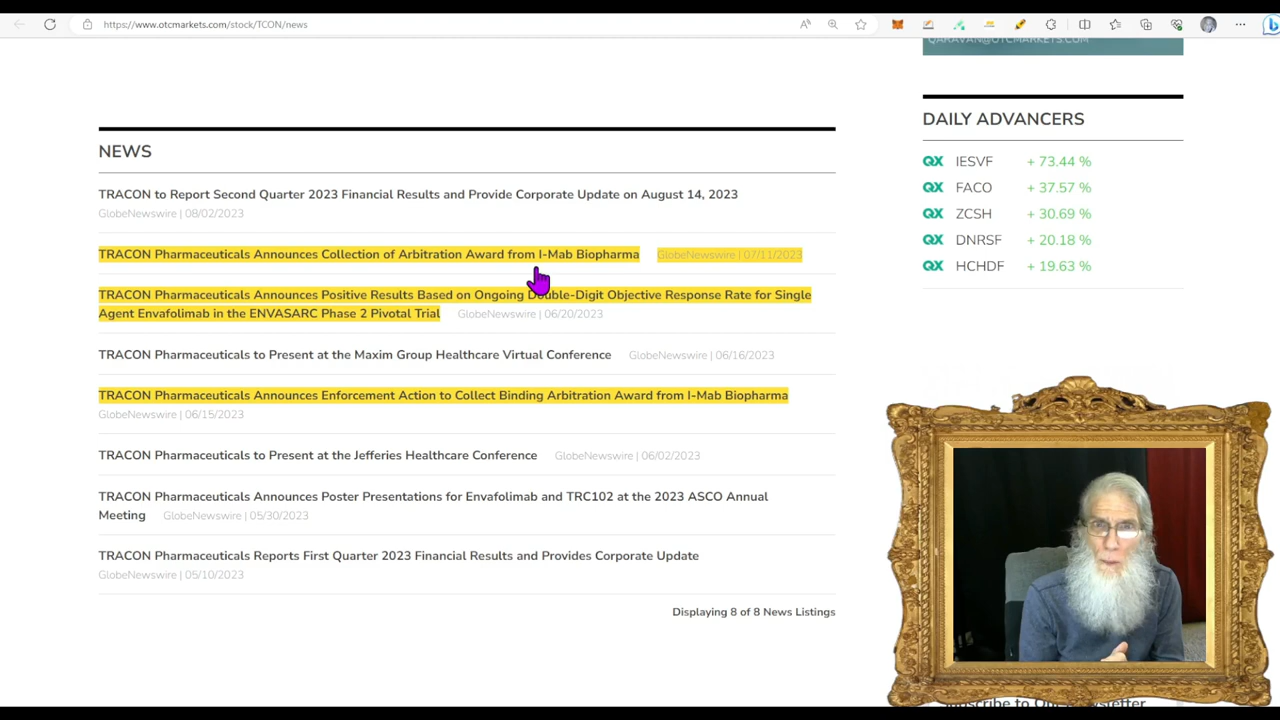 https://www.otcmarkets.com/stock/TCON/news
QARAVAN@OTCMARKETS.COM
NEWS
TRACON to Report Second Quarter 2023 Financial Results and Provide Corporate Update on August 14, 2023
GlobeNewswire | 08/02/2023
TRACON Pharmaceuticals Announces Collection of Arbitration Award from I-Mab Biopharma GlobeNewswire | 07/11/2023
TRACON Pharmaceuticals Announces Positive Results Based on Ongoing Double-Digit Objective Response Rate for Single
Agent Envafolimab in the ENVASARC Phase 2 Pivotal Trial GlobeNewswire | 06/20/2023
TRACON Pharmaceuticals to Present at the Maxim Group Healthcare Virtual Conference GlobeNewswire | 06/16/2023
TRACON Pharmaceuticals Announces Enforcement Action to Collect Binding Arbitration Award from I-Mab Biopharma
GlobeNewswire | 06/15/2023
TRACON Pharmaceuticals to Present at the Jefferies Healthcare Conference GlobeNewswire | 06/02/2023
TRACON Pharmaceuticals Announces Poster Presentations for Envafolimab and TRC102 at the 2023 ASCO Annual
Meeting GlobeNewswire | 05/30/2023
TRACON Pharmaceuticals Reports First Quarter 2023 Financial Results and Provides Corporate Update
GlobeNewswire | 05/10/2023
Displaying 8 of 8 News Listings
DAILY ADVANCERS
QX IESVF + 73.44 %
QX FACO + 37.57 %
QX ZCSH + 30.69 %
QX DNRSF + 20.18 %
QX HCHDF + 19.63 %